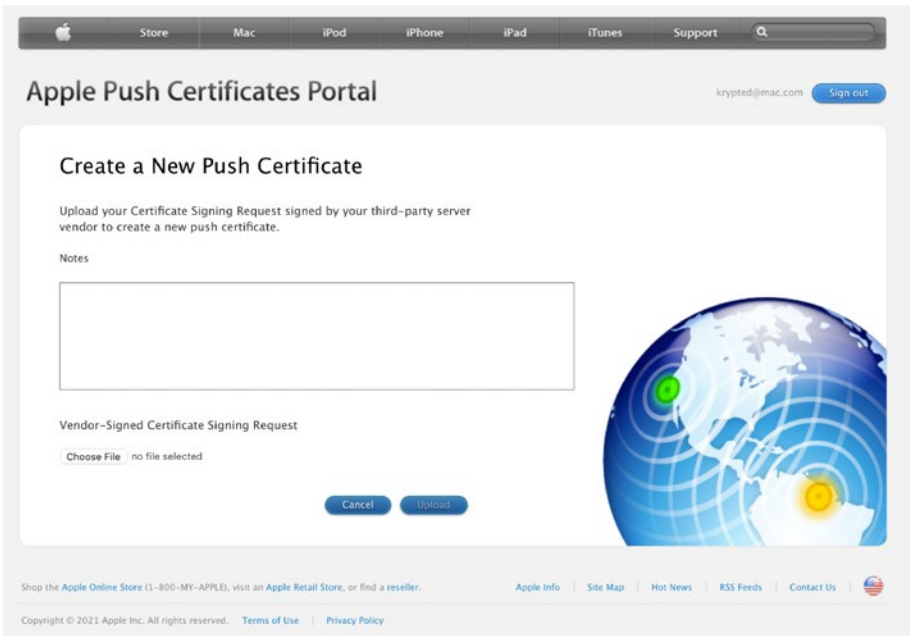 Store Mac iPod iPhone iPad iTunes Support
Apple Push Certificates Portal
krypted@mac.com Sign out
Create a New Push Certificate
Upload your Certificate Signing Request signed by your third-party server
vendor to create a new push certificate.
Notes
Vendor-Signed Certificate Signing Request
Choose File no file selected
Cancel Upload
Shop the Apple Online Store (1-800-MY-APPLE), visit an Apple Retail Store, or find a reseller. Apple Info Site Map Hot News RSS Feeds Contact Us
Copyright © 2021 Apple Inc. All rights reserved. Terms of Use Privacy Policy